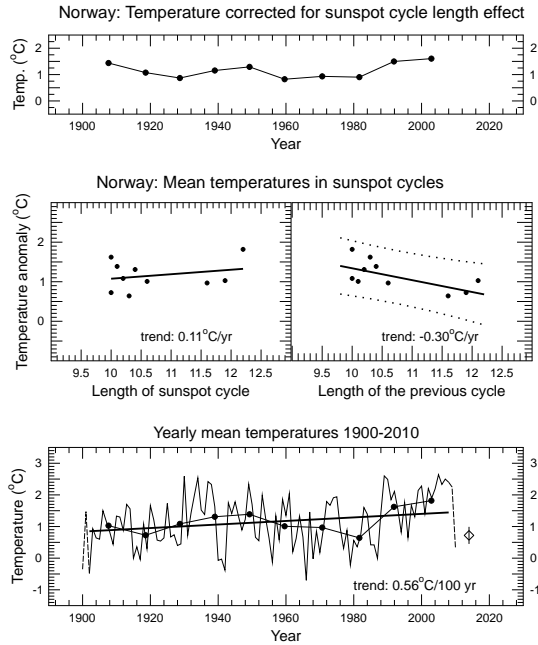 Norway: Temperature corrected for sunspot cycle length effect
Temp. (°C)
2
1
0
2
1
0
1900 1920 1940 1960 1980 2000 2020
Year
Norway: Mean temperatures in sunspot cycles
Temperature anomaly (°C)
2
1
0
trend: 0.11°C/yr
trend: -0.30°C/yr
9.5 10 10.5 11 11.5 12 12.5
9.5 10 10.5 11 11.5 12 12.5
Length of sunspot cycle
Length of the previous cycle
Yearly mean temperatures 1900-2010
Temperature (°C)
3
2
1
0
-1
3
2
1
0
-1
trend: 0.56°C/100 yr
1900 1920 1940 1960 1980 2000 2020
Year